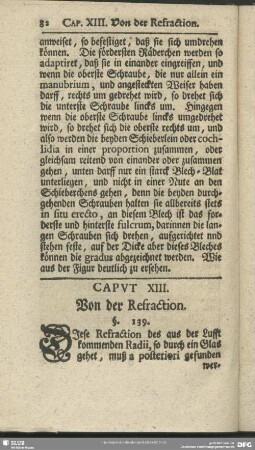 82 CAP. XIII. Von der Refraction.
anweiset, so befestiget, daß sie sich umdrehen
können. Die fördersten Räderchen werden so
adaptiret, daß sie in einander eingreiffen, und
wenn die oberste Schraube, die nur allein ein
manubrium, und angesteckten Weiser haben
darff, rechts um gedrehet wird, so drehet sich
die unterste Schraube lincks um. Hingegen
wenn die oberste Schraube lincks umgedrehet
wird, so drehet sich die oberste rechts um, und
also werden die beyden Schieberlein oder coch-
lidia in einer proportion zusammen, oder
gleichsam reitend von einander oder zusammen
gehen, unten darf nur ein starck Blech-Blat
unterliegen, und nicht in einer Nute an den
Schieberchens gehen, denn die beyden durch-
gehenden Schrauben halten sie allbereits stets
in situ erecto, an diesem Blech ist das for-
derste und hinterste fulcrum, darinnen die lan-
gen Schrauben sich drehen, aufgerichtet und
stehen feste, auf der Dicke aber dieses Bleches
können die gradus abgezeichnet werden. Wie
aus der Figur deutlich zu ersehen.
CAPVT XIII.
Von der Refraction.
§. 139.
Diese Refraction des aus der Lufft
kommenden Radii, so durch ein Glas
gehet, muß a posteriori gefunden
wer-
SLUB
DFG